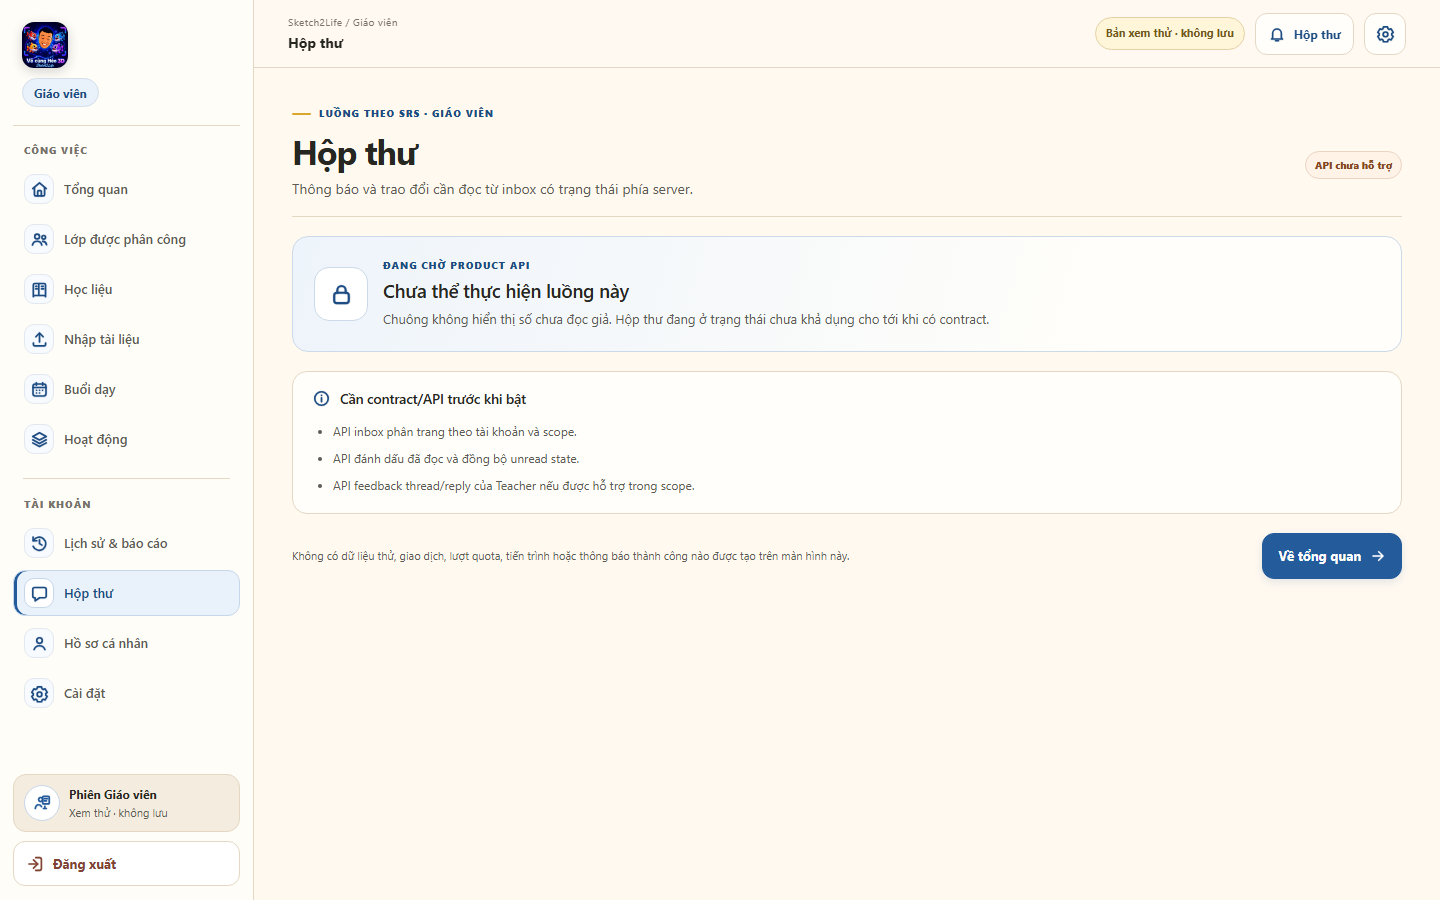 Vô cùng Héo 3D
Giáo viên
CÔNG VIỆC
Tổng quan
Lớp được phân công
Học liệu
Nhập tài liệu
Buổi dạy
Hoạt động
TÀI KHOẢN
Lịch sử & báo cáo
Hộp thư
Hồ sơ cá nhân
Cài đặt
Phiên Giáo viên
Xem thử · không lưu
Đăng xuất
Sketch2Life / Giáo viên
Hộp thư
Bản xem thử · không lưu
Hộp thư
LUỒNG THEO SRS · GIÁO VIÊN
Hộp thư
Thông báo và trao đổi cần đọc từ inbox có trạng thái phía server.
API chưa hỗ trợ
ĐANG CHỜ PRODUCT API
Chưa thể thực hiện luồng này
Chuông không hiển thị số chưa đọc giả. Hộp thư đang ở trạng thái chưa khả dụng cho tới khi có contract.
Cần contract/API trước khi bật
API inbox phân trang theo tài khoản và scope.
API đánh dấu đã đọc và đồng bộ unread state.
API feedback thread/reply của Teacher nếu được hỗ trợ trong scope.
Không có dữ liệu thử, giao dịch, lượt quota, tiến trình hoặc thông báo thành công nào được tạo trên màn hình này.
Về tổng quan